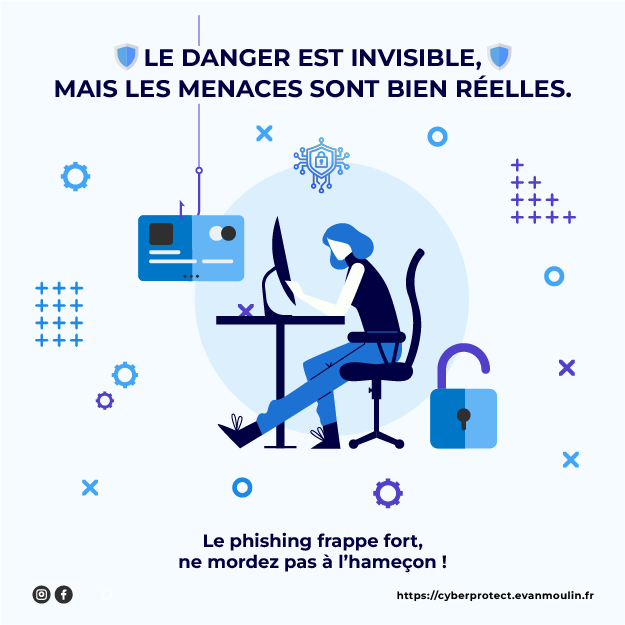 LE DANGER EST INVISIBLE,
MAIS LES MENACES SONT BIEN RÉELLES.
Le phishing frappe fort,
ne mordez pas à l'hameçon !
https://cyberprotect.evanmoulin.fr